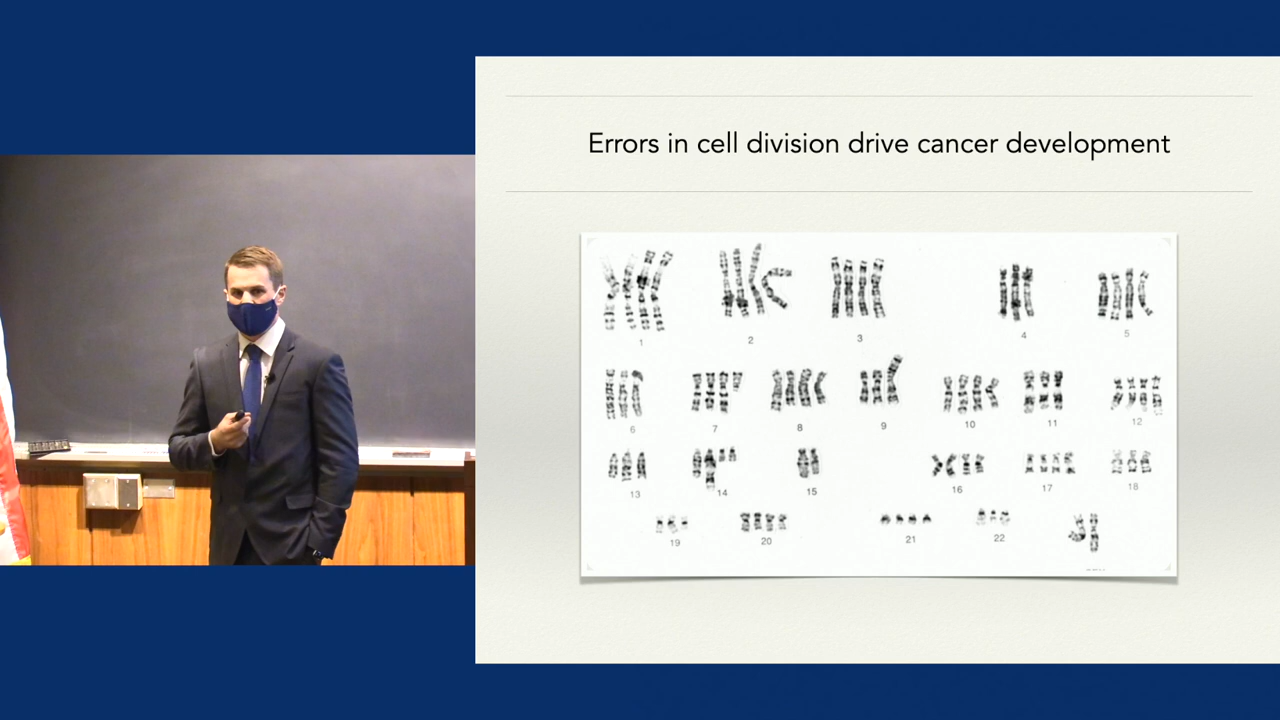 Errors in cell division drive cancer development
1 2 3 4 5
6 7 8 9 10 11 12
13 14 15 16 17 18
19 20 21 22